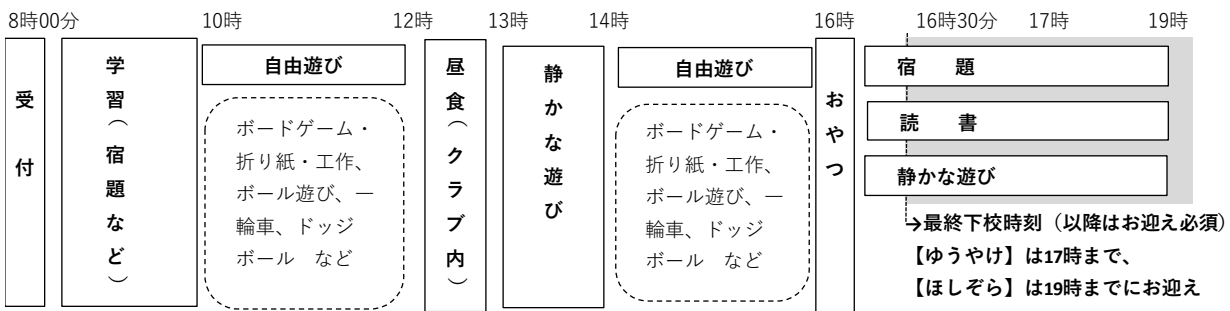 8時00分 10時 12時 13時 14時 16時 16時30分 17時 19時
受付
学習（宿題など）
自由遊び
ボードゲーム・
折り紙・工作、
ボール遊び、一
輪車、ドッジ
ボール　など
昼食（クラブ内）
静かな遊び
自由遊び
ボードゲーム・
折り紙・工作、
ボール遊び、一
輪車、ドッジ
ボール　など
おやつ
宿　題
読　書
静かな遊び
→最終下校時刻（以降はお迎え必須）
【ゆうやけ】は17時まで、
【ほしぞら】は19時までにお迎え